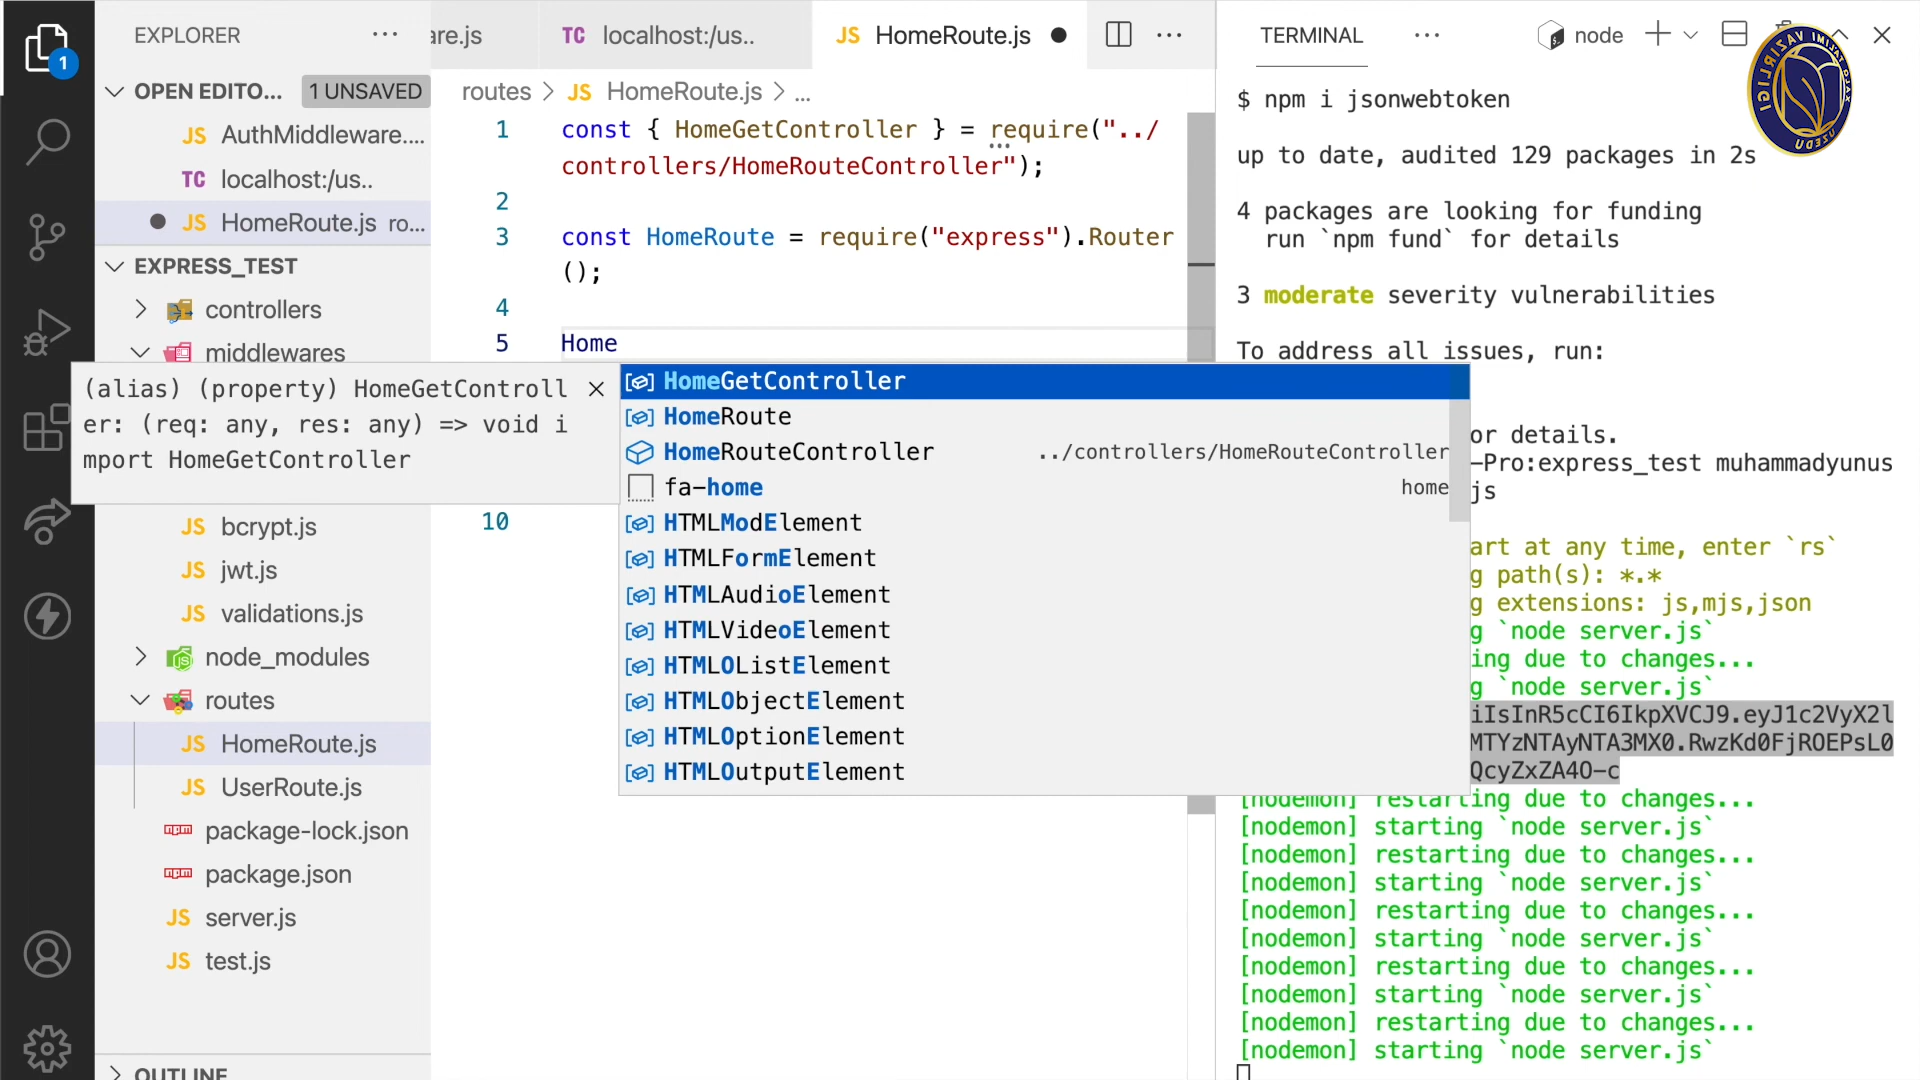 EXPLORER
OPEN EDITO...
1 UNSAVED
AuthMiddleware....
TC localhost:/us..
JS HomeRoute.js ro...
EXPRESS_TEST
controllers
middlewares
(alias) (property) HomeGetControll
er: (req: any, res: any) => void i
mport HomeGetController
JS bcrypt.js
JS jwt.js
JS validations.js
node_modules
routes
JS HomeRoute.js
JS UserRoute.js
package-lock.json
package.json
JS server.js
JS test.js
OUTLINE
are.js
TC localhost:/us..
JS HomeRoute.js
routes > JS HomeRoute.js > ...
1 const { HomeGetController } = require("../
controllers/HomeRouteController");
2
3 const HomeRoute = require("express").Router
();
4
5 Home
10
HomeGetController
HomeRoute
HomeRouteController ../controllers/HomeRouteController
fa-home home
HTMLModElement
HTMLFormElement
HTMLAudioElement
HTMLVideoElement
HTMLOListElement
HTMLObjectElement
HTMLOptionElement
HTMLOutputElement
TERMINAL
node
$ npm i jsonwebtoken
up to date, audited 129 packages in 2s
4 packages are looking for funding
run `npm fund` for details
3 moderate severity vulnerabilities
To address all issues, run:
or details.
-Pro:express_test muhammadyunus
js
art at any time, enter `rs`
g path(s): *.*
g extensions: js,mjs,json
g `node server.js`
ing due to changes...
g `node server.js`
iIsInR5cCI6IkpXVCJ9.eyJ1c2VyX2l
MTYzNTAyNTA3MX0.RwzKd0FjROEPsL0
QcyZxZA4O-c
[nodemon] restarting due to changes...
[nodemon] starting `node server.js`
[nodemon] restarting due to changes...
[nodemon] starting `node server.js`
[nodemon] restarting due to changes...
[nodemon] starting `node server.js`
[nodemon] restarting due to changes...
[nodemon] starting `node server.js`
[nodemon] restarting due to changes...
[nodemon] starting `node server.js`
XALQ TA'LIMI VAZIRLIGI
UZEDU